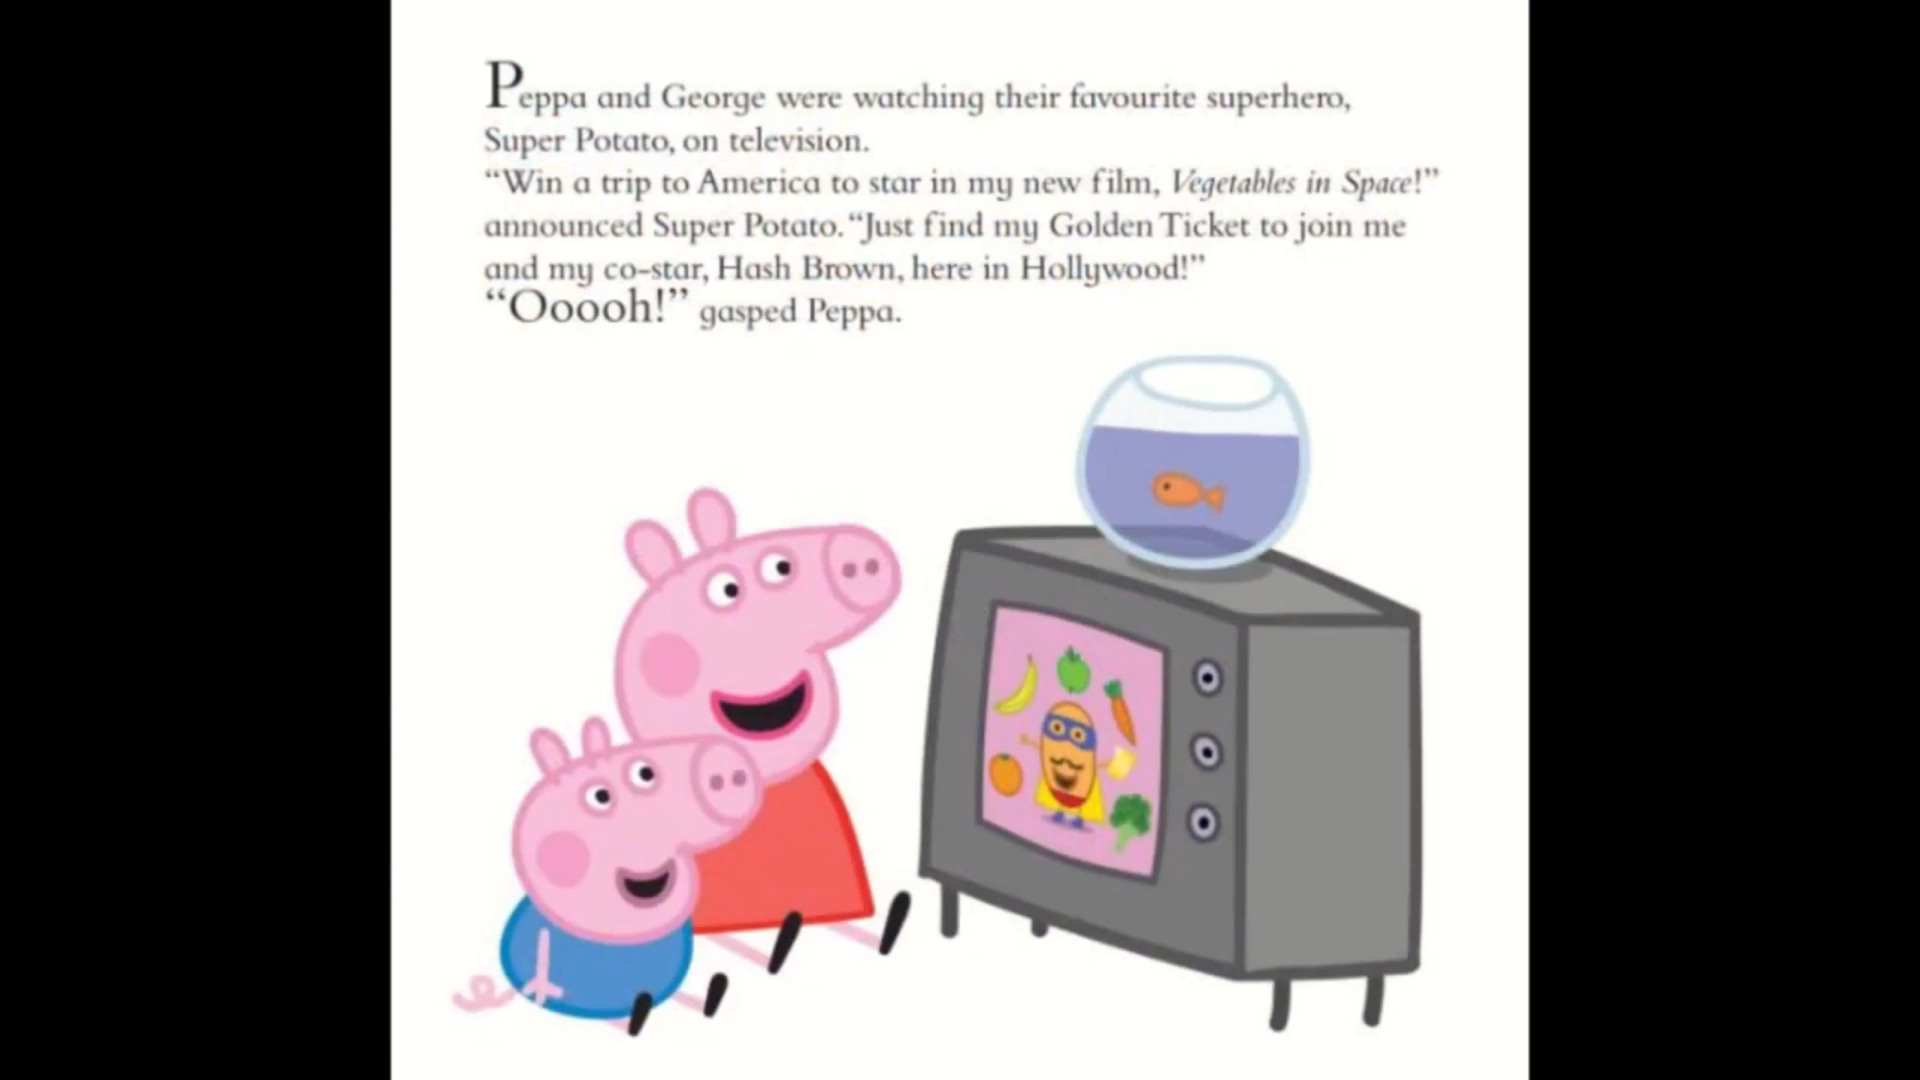 Peppa and George were watching their favourite superhero,
Super Potato, on television.
“Win a trip to America to star in my new film, Vegetables in Space!”
announced Super Potato. “Just find my Golden Ticket to join me
and my co-star, Hash Brown, here in Hollywood!”
“Ooooh!” gasped Peppa.